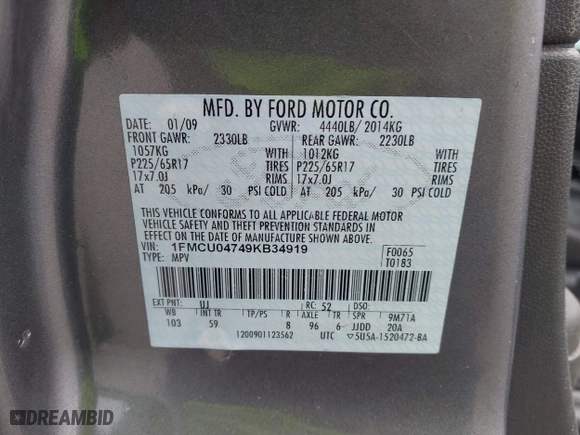 MFD. BY FORD MOTOR CO.
DATE: 01/09 GVWR: 4440LB/ 2014KG
FRONT GAWR: 2330LB REAR GAWR: 2230LB
1057KG WITH 1012KG WITH
P225/65R17 TIRES P225/65R17 TIRES
17x7.0J RIMS 17x7.0J RIMS
AT 205 kPa/ 30 PSI COLD AT 205 kPa/ 30 PSI COLD
THIS VEHICLE CONFORMS TO ALL APPLICABLE FEDERAL MOTOR
VEHICLE SAFETY AND THEFT PREVENTION STANDARDS IN
EFFECT ON THE DATE OF MANUFACTURE SHOWN ABOVE.
VIN: 1FMCU04749KB34919 F0065
TYPE: MPV T0183
EXT PNT: UJ RC: 52 DSO:
WB TP/PS R AXLE TR SPR 9M71A
103 59 8 96 6 JJDD 20A
1200901123562 UTC ▽5U5A-1520472-BA
DREAMBID